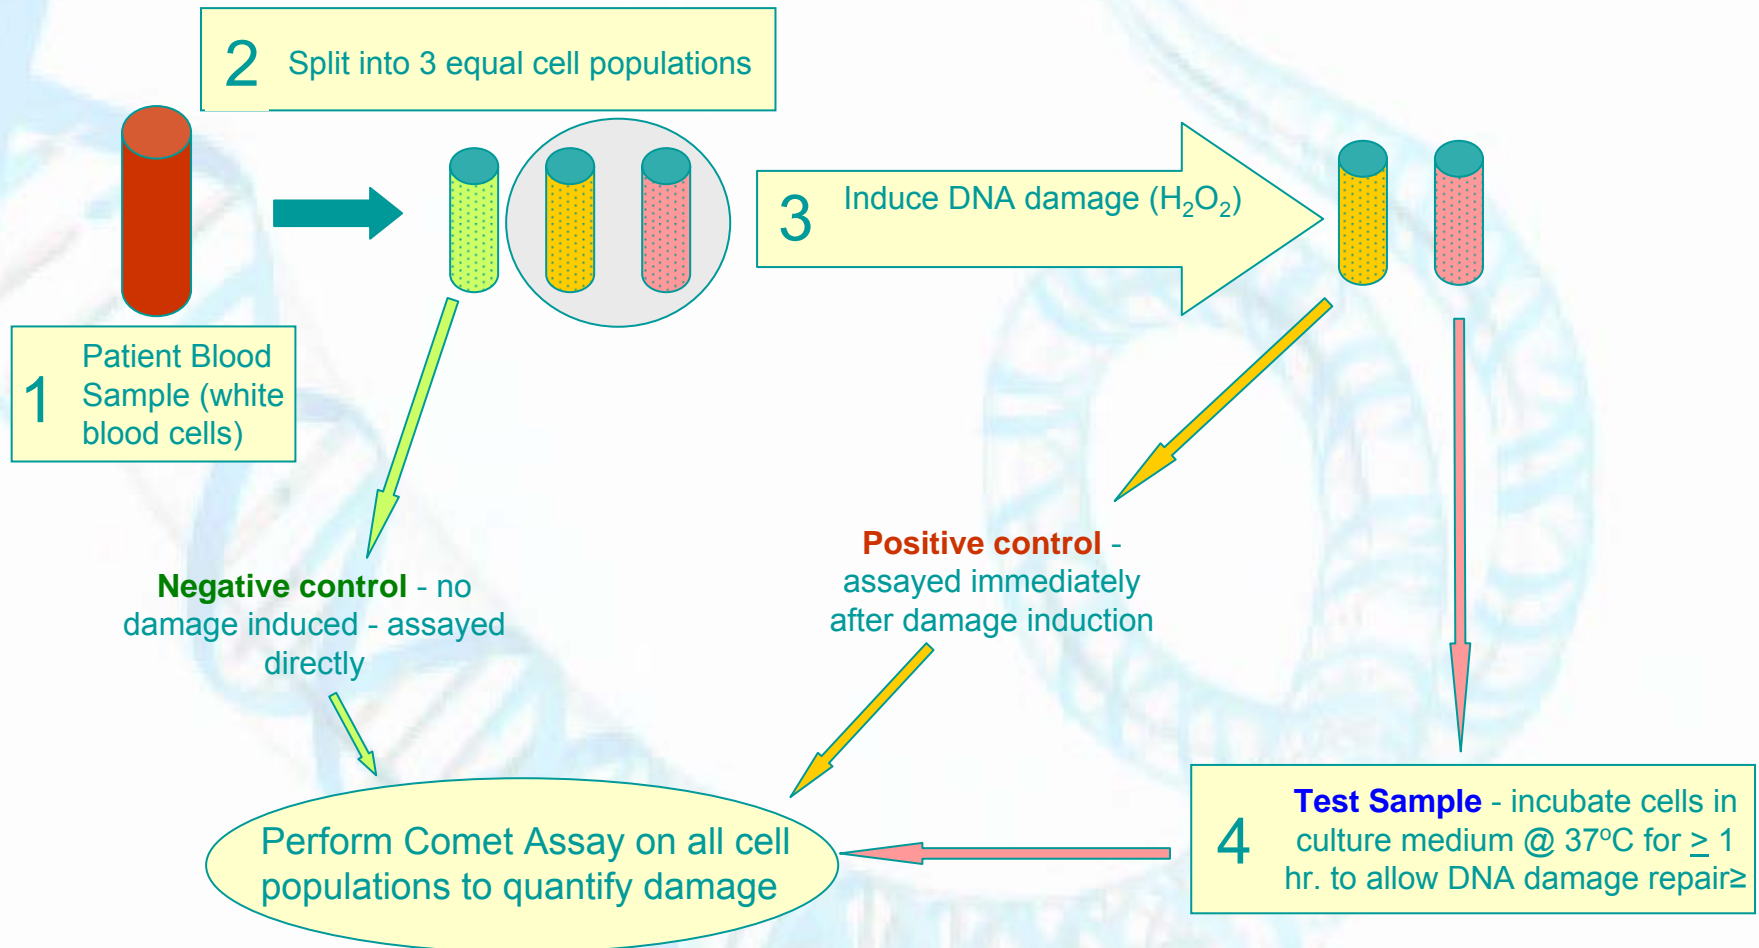 2 Split into 3 equal cell populations
3 Induce DNA damage (H₂O₂)
1 Patient Blood
Sample (white
blood cells)
Negative control - no
damage induced - assayed
directly
Positive control -
assayed immediately
after damage induction
4 Test Sample - incubate cells in
culture medium @ 37ºC for ≥ 1
hr. to allow DNA damage repair≥
Perform Comet Assay on all cell
populations to quantify damage